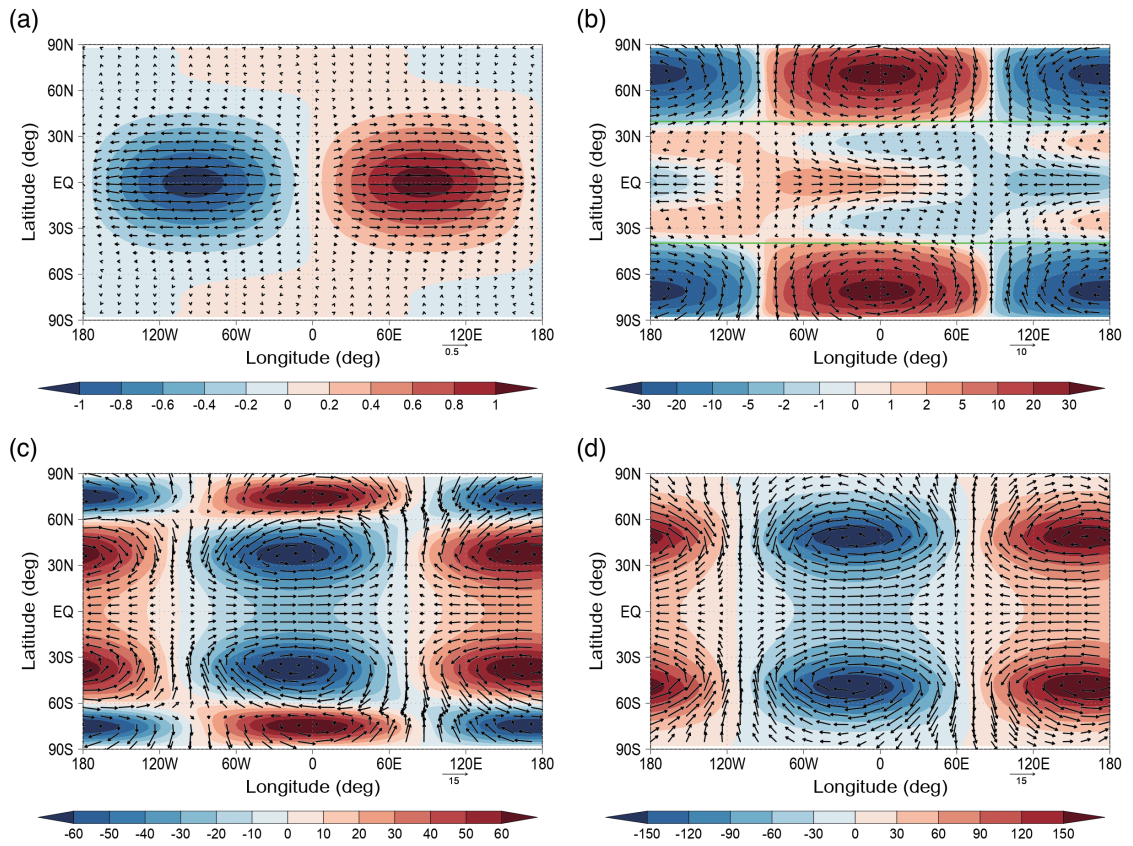 (a)
90N
60N
30N
EQ
30S
60S
90S
Latitude (deg)
180 120W 60W 0 60E 120E 180
Longitude (deg)
0.5
-1 -0.8 -0.6 -0.4 -0.2 0 0.2 0.4 0.6 0.8 1
(b)
90N
60N
30N
EQ
30S
60S
90S
Latitude (deg)
180 120W 60W 0 60E 120E 180
Longitude (deg)
10
-30 -20 -10 -5 -2 -1 0 1 2 5 10 20 30
(c)
90N
60N
30N
EQ
30S
60S
90S
Latitude (deg)
180 120W 60W 0 60E 120E 180
Longitude (deg)
15
-60 -50 -40 -30 -20 -10 0 10 20 30 40 50 60
(d)
90N
60N
30N
EQ
30S
60S
90S
Latitude (deg)
180 120W 60W 0 60E 120E 180
Longitude (deg)
15
-150 -120 -90 -60 -30 0 30 60 90 120 150